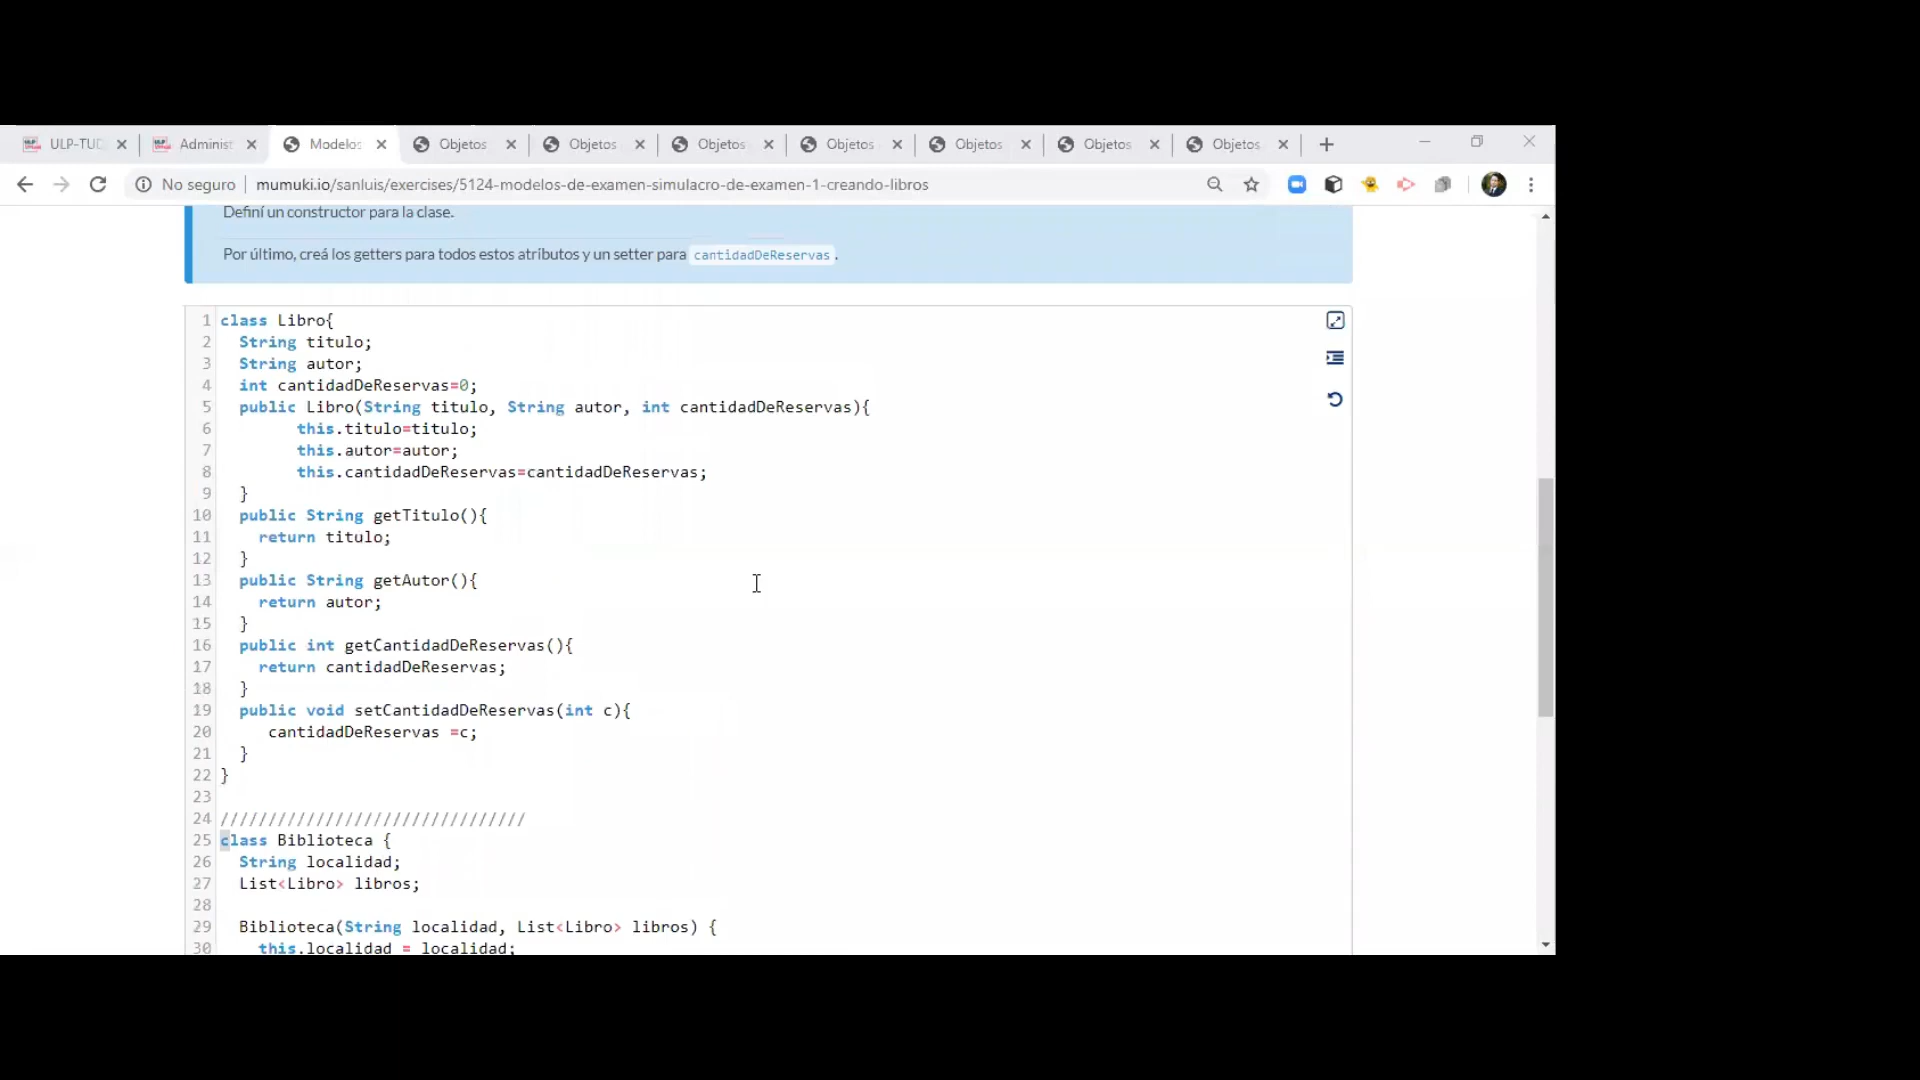 ULP-TUD
Administ
Modelos
Objetos
Objetos
Objetos
Objetos
Objetos
Objetos
Objetos
No seguro
mumuki.io/sanluis/exercises/5124-modelos-de-examen-simulacro-de-examen-1-creando-libros
Definí un constructor para la clase.
Por último, creá los getters para todos estos atributos y un setter para cantidadDeReservas.
1 class Libro{
2 String titulo;
3 String autor;
4 int cantidadDeReservas=0;
5 public Libro(String titulo, String autor, int cantidadDeReservas){
6 this.titulo=titulo;
7 this.autor=autor;
8 this.cantidadDeReservas=cantidadDeReservas;
9 }
10 public String getTitulo(){
11 return titulo;
12 }
13 public String getAutor(){
14 return autor;
15 }
16 public int getCantidadDeReservas(){
17 return cantidadDeReservas;
18 }
19 public void setCantidadDeReservas(int c){
20 cantidadDeReservas =c;
21 }
22 }
23
24 ////////////////////////////////
25 class Biblioteca {
26 String localidad;
27 List<Libro> libros;
28
29 Biblioteca(String localidad, List<Libro> libros) {
30 this.localidad = localidad;